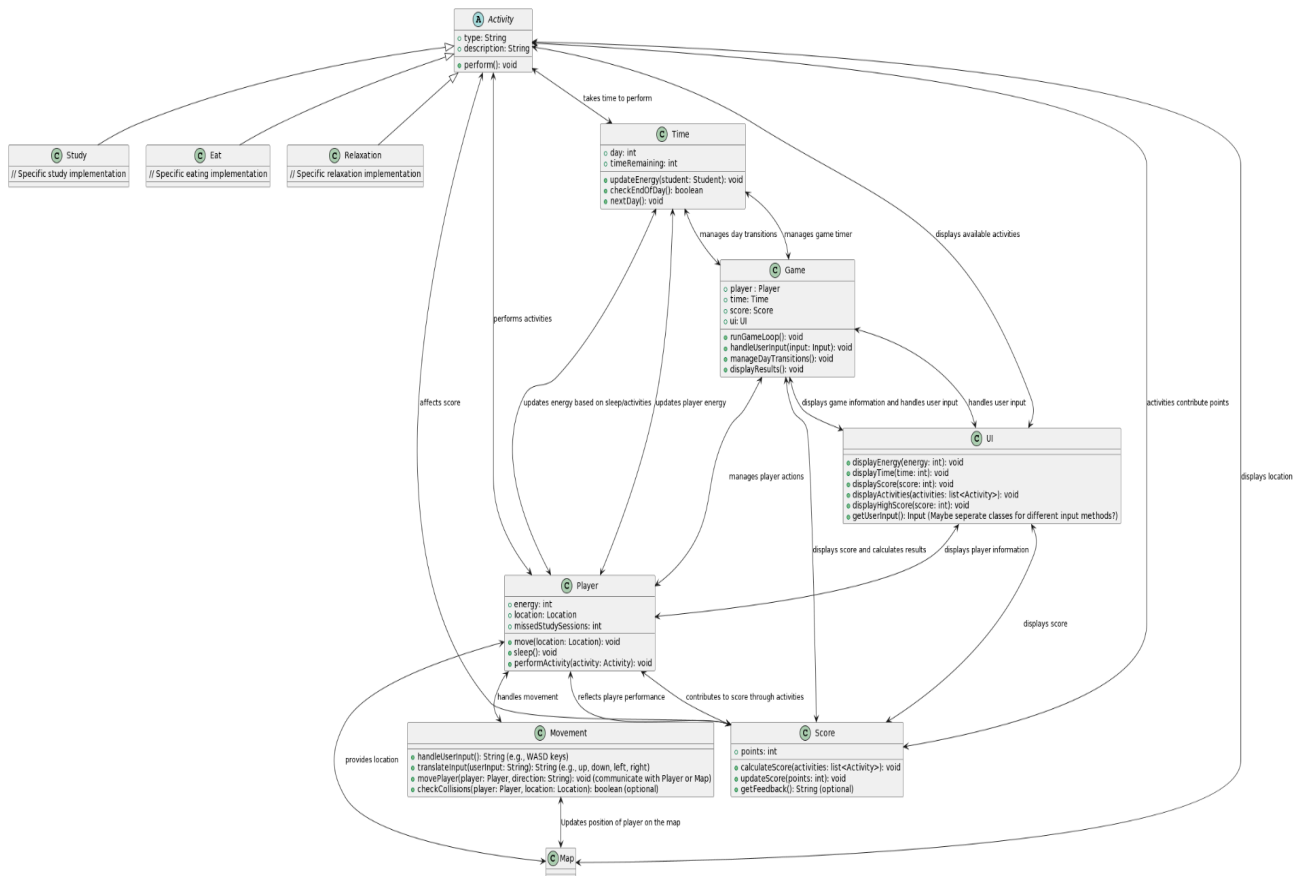 A Activity
type: String
description: String
perform(): void
takes time to perform
C Study
// Specific study implementation
C Eat
// Specific eating implementation
C Relaxation
// Specific relaxation implementation
C Time
day: int
timeRemaining: int
updateEnergy(student: Student): void
checkEndOfDay(): boolean
nextDay(): void
manages day transitions
manages game timer
displays available activities
C Game
player : Player
time: Time
score: Score
ui: UI
runGameLoop(): void
handleUserInput(input: Input): void
manageDayTransitions(): void
displayResults(): void
performs activities
affects score
updates energy based on sleep/activities
updates player energy
displays game information and handles user input
handles user input
activities contribute points
C UI
displayEnergy(energy: int): void
displayTime(time: int): void
displayScore(score: int): void
displayActivities(activities: list<Activity>): void
displayHighScore(score: int): void
getUserInput(): Input (Maybe seperate classes for different input methods?)
manages player actions
displays location
displays score and calculates results
displays player information
C Player
energy: int
location: Location
missedStudySessions: int
move(location: Location): void
sleep(): void
performActivity(activity: Activity): void
displays score
handles movement
reflects playre performance
contributes to score through activities
C Movement
handleUserInput(): String (e.g., WASD keys)
translateInput(userInput: String): String (e.g., up, down, left, right)
movePlayer(player: Player, direction: String): void (communicate with Player or Map)
checkCollisions(player: Player, location: Location): boolean (optional)
C Score
points: int
calculateScore(activities: list<Activity>): void
updateScore(points: int): void
getFeedback(): String (optional)
provides location
Updates position of player on the map
C Map